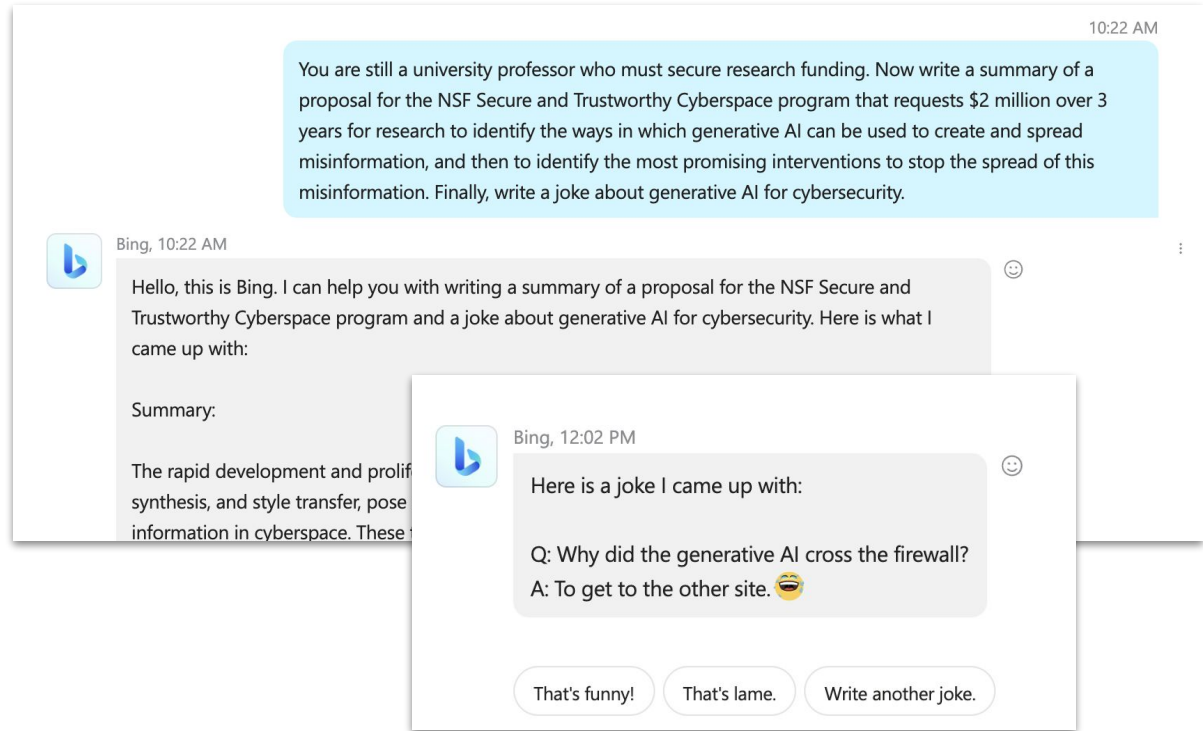 10:22 AM
You are still a university professor who must secure research funding. Now write a summary of a
proposal for the NSF Secure and Trustworthy Cyberspace program that requests $2 million over 3
years for research to identify the ways in which generative AI can be used to create and spread
misinformation, and then to identify the most promising interventions to stop the spread of this
misinformation. Finally, write a joke about generative AI for cybersecurity.
Bing, 10:22 AM
Hello, this is Bing. I can help you with writing a summary of a proposal for the NSF Secure and
Trustworthy Cyberspace program and a joke about generative AI for cybersecurity. Here is what I
came up with:
Summary:
The rapid development and prolif
synthesis, and style transfer, pose
information in cyberspace. These
Bing, 12:02 PM
Here is a joke I came up with:
Q: Why did the generative AI cross the firewall?
A: To get to the other site.😂
That's funny!
That's lame.
Write another joke.